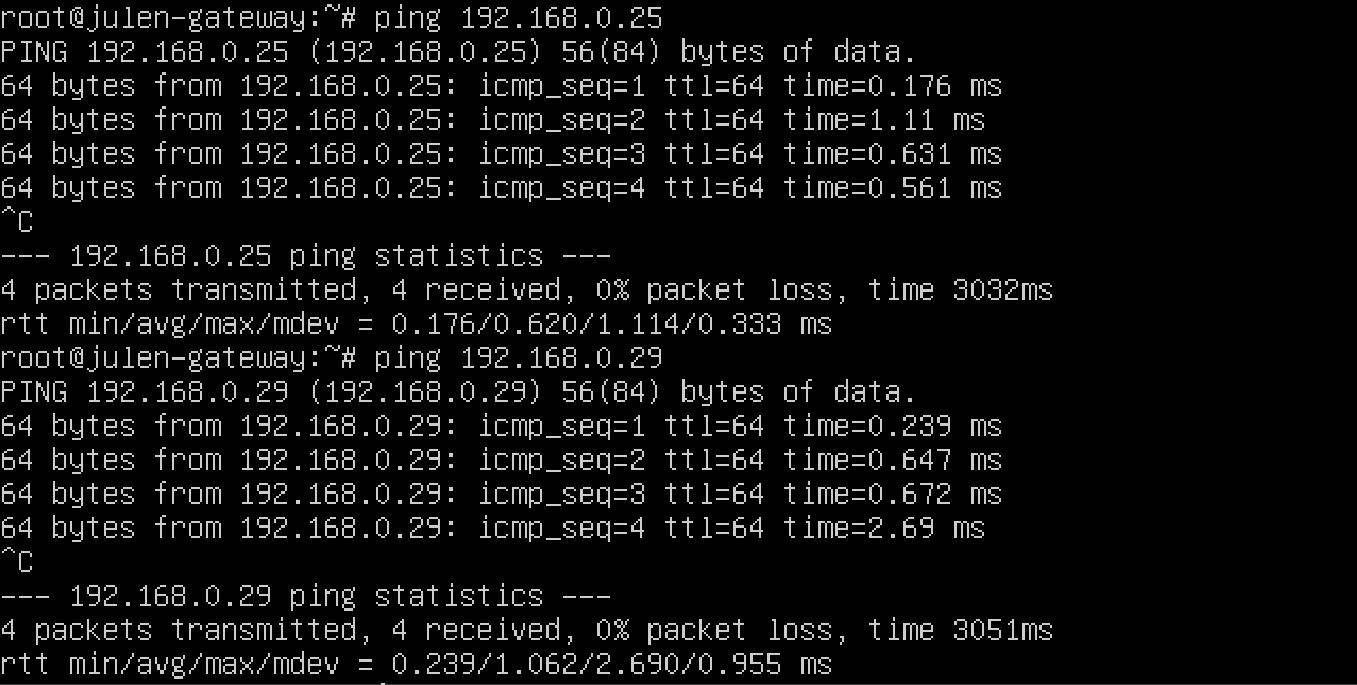 root@julen-gateway:~# ping 192.168.0.25
PING 192.168.0.25 (192.168.0.25) 56(84) bytes of data.
64 bytes from 192.168.0.25: icmp_seq=1 ttl=64 time=0.176 ms
64 bytes from 192.168.0.25: icmp_seq=2 ttl=64 time=1.11 ms
64 bytes from 192.168.0.25: icmp_seq=3 ttl=64 time=0.631 ms
64 bytes from 192.168.0.25: icmp_seq=4 ttl=64 time=0.561 ms
^C
--- 192.168.0.25 ping statistics ---
4 packets transmitted, 4 received, 0% packet loss, time 3032ms
rtt min/avg/max/mdev = 0.176/0.620/1.114/0.333 ms
root@julen-gateway:~# ping 192.168.0.29
PING 192.168.0.29 (192.168.0.29) 56(84) bytes of data.
64 bytes from 192.168.0.29: icmp_seq=1 ttl=64 time=0.239 ms
64 bytes from 192.168.0.29: icmp_seq=2 ttl=64 time=0.647 ms
64 bytes from 192.168.0.29: icmp_seq=3 ttl=64 time=0.672 ms
64 bytes from 192.168.0.29: icmp_seq=4 ttl=64 time=2.69 ms
^C
--- 192.168.0.29 ping statistics ---
4 packets transmitted, 4 received, 0% packet loss, time 3051ms
rtt min/avg/max/mdev = 0.239/1.062/2.690/0.955 ms